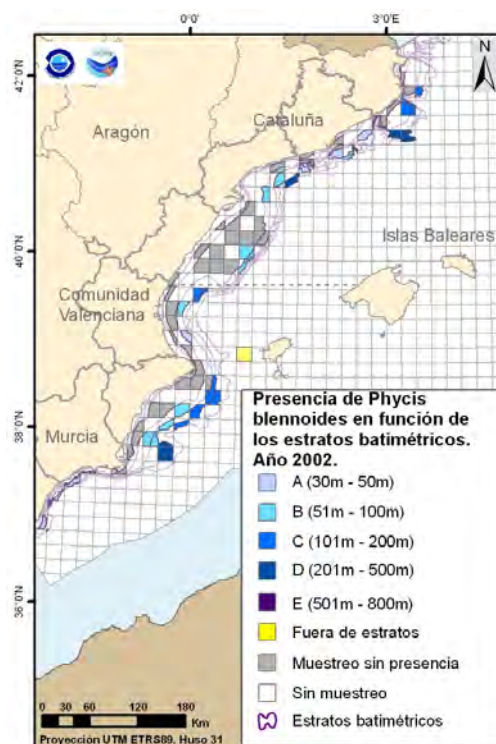 0°0'
3°0'E
N
42°0'N
Cataluña
Aragón
40°0'N
Islas Baleares
Comunidad
Valenciana
38°0'N
Murcia
36°0'N
Presencia de Phycis
blennoides en función de
los estratos batimétricos.
Año 2002.
A (30m - 50m)
B (51m - 100m)
C (101m - 200m)
D (201m - 500m)
E (501m - 800m)
Fuera de estratos
Muestreo sin presencia
Sin muestreo
Estratos batimétricos
0 30 60 120 180
Km
Proyección UTM ETRS89. Huso 31